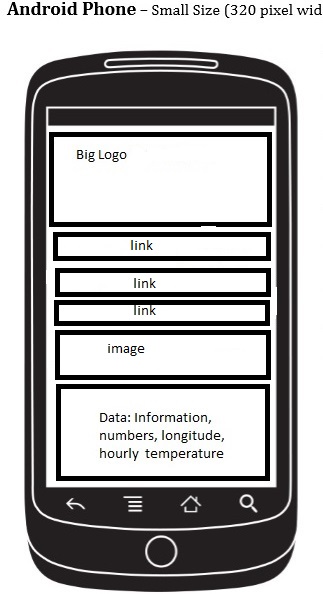 Android Phone – Small Size (320 pixel wid
Big Logo
link
link
link
image
Data: Information,
numbers, longitude,
hourly temperature